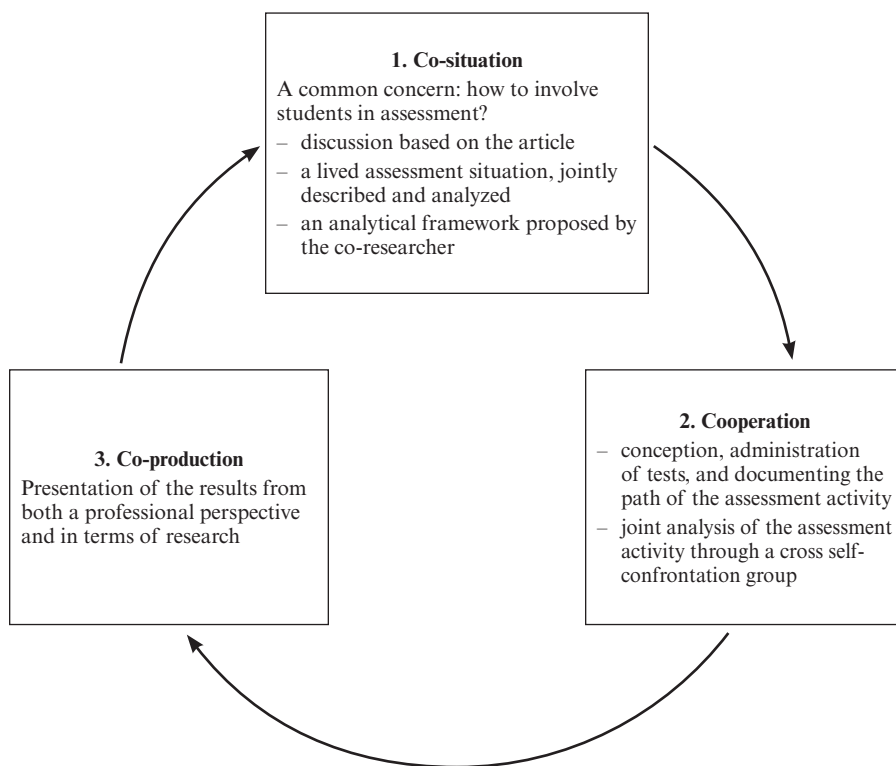 1. Co-situation
A common concern: how to involve
students in assessment?
– discussion based on the article
– a lived assessment situation, jointly
described and analyzed
– an analytical framework proposed by
the co-researcher
2. Cooperation
– conception, administration
of tests, and documenting the
path of the assessment activity
– joint analysis of the assessment
activity through a cross self-
confrontation group
3. Co-production
Presentation of the results from
both a professional perspective
and in terms of research